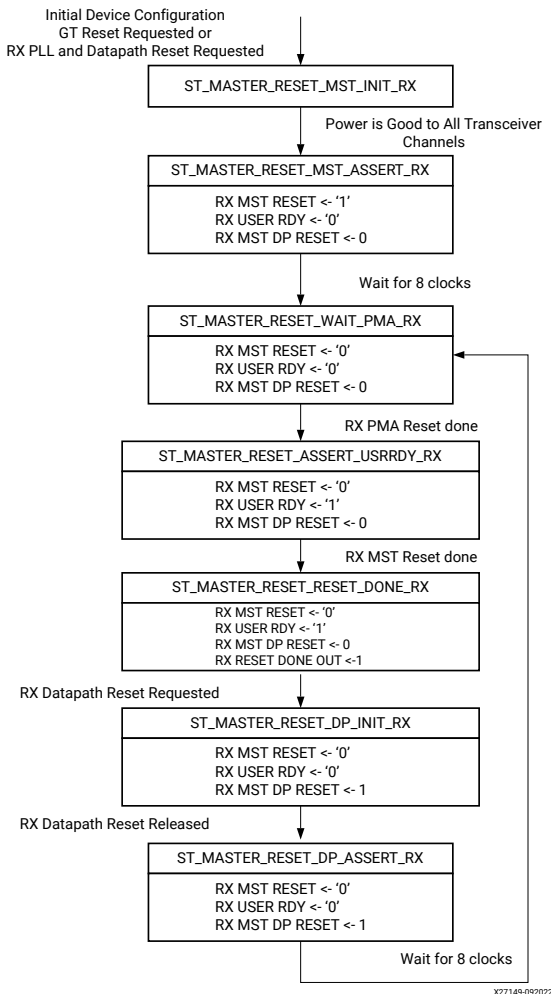 Initial Device Configuration
GT Reset Requested or
RX PLL and Datapath Reset Requested
ST_MASTER_RESET_MST_INIT_RX
Power is Good to All Transceiver
Channels
ST_MASTER_RESET_MST_ASSERT_RX
RX MST RESET <- ‘1’
RX USER RDY <- ‘0’
RX MST DP RESET <- 0
Wait for 8 clocks
ST_MASTER_RESET_WAIT_PMA_RX
RX MST RESET <- ‘0’
RX USER RDY <- ‘0’
RX MST DP RESET <- 0
RX PMA Reset done
ST_MASTER_RESET_ASSERT_USRRDY_RX
RX MST RESET <- ‘0’
RX USER RDY <- ‘1’
RX MST DP RESET <- 0
RX MST Reset done
ST_MASTER_RESET_RESET_DONE_RX
RX MST RESET <- ‘0’
RX USER RDY <- ‘1’
RX MST DP RESET <- 0
RX RESET DONE OUT <-1
RX Datapath Reset Requested
ST_MASTER_RESET_DP_INIT_RX
RX MST RESET <- ‘0’
RX USER RDY <- ‘0’
RX MST DP RESET <- 1
RX Datapath Reset Released
ST_MASTER_RESET_DP_ASSERT_RX
RX MST RESET <- ‘0’
RX USER RDY <- ‘0’
RX MST DP RESET <- 1
Wait for 8 clocks
X27149-092022